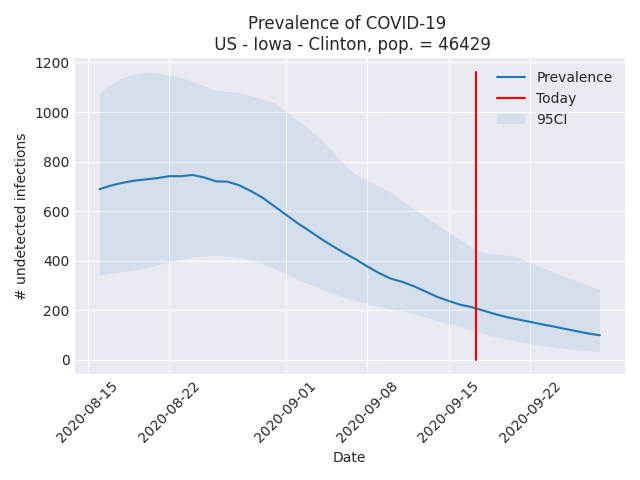 Prevalence of COVID-19
US - Iowa - Clinton, pop. = 46429
Prevalence
Today
95CI
# undetected infections
1200
1000
800
600
400
200
0
2020-08-15
2020-08-22
2020-09-01
2020-09-08
2020-09-15
2020-09-22
Date